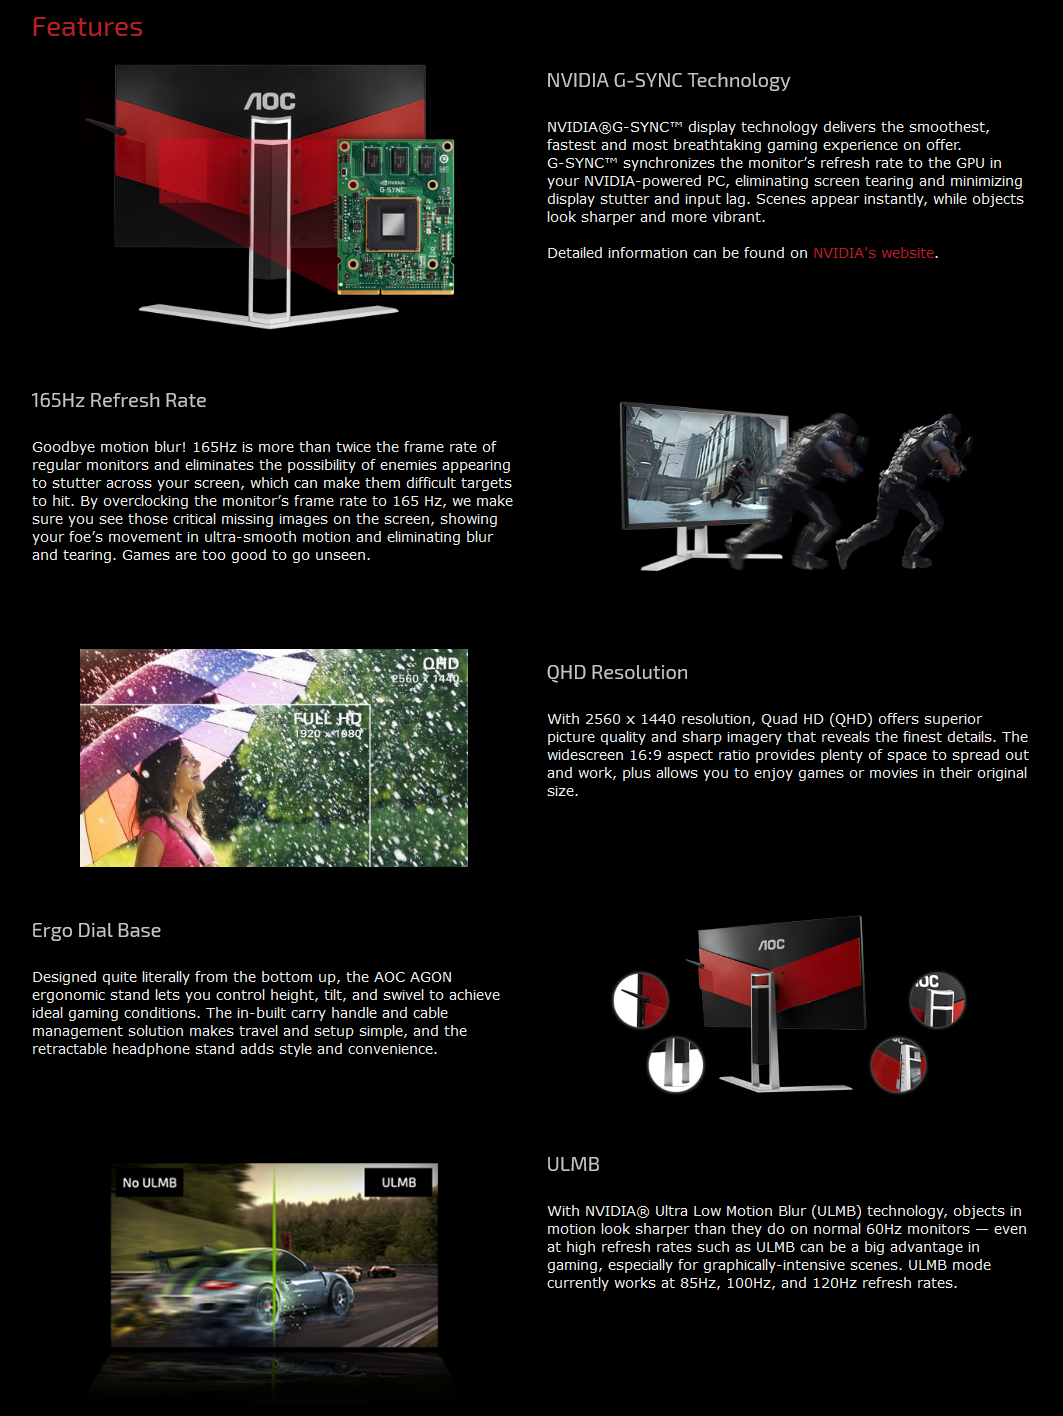 Features
AOC
NVIDIA
G-SYNC
NVIDIA G-SYNC Technology
NVIDIA®G-SYNC™ display technology delivers the smoothest,
fastest and most breathtaking gaming experience on offer.
G-SYNC™ synchronizes the monitor’s refresh rate to the GPU in
your NVIDIA-powered PC, eliminating screen tearing and minimizing
display stutter and input lag. Scenes appear instantly, while objects
look sharper and more vibrant.
Detailed information can be found on NVIDIA's website.
165Hz Refresh Rate
Goodbye motion blur! 165Hz is more than twice the frame rate of
regular monitors and eliminates the possibility of enemies appearing
to stutter across your screen, which can make them difficult targets
to hit. By overclocking the monitor’s frame rate to 165 Hz, we make
sure you see those critical missing images on the screen, showing
your foe’s movement in ultra-smooth motion and eliminating blur
and tearing. Games are too good to go unseen.
QHD
2560 x 1440
FULL HD
1920 x 1080
QHD Resolution
With 2560 x 1440 resolution, Quad HD (QHD) offers superior
picture quality and sharp imagery that reveals the finest details. The
widescreen 16:9 aspect ratio provides plenty of space to spread out
and work, plus allows you to enjoy games or movies in their original
size.
Ergo Dial Base
Designed quite literally from the bottom up, the AOC AGON
ergonomic stand lets you control height, tilt, and swivel to achieve
ideal gaming conditions. The in-built carry handle and cable
management solution makes travel and setup simple, and the
retractable headphone stand adds style and convenience.
AOC
OC
No ULMB
ULMB
ULMB
With NVIDIA® Ultra Low Motion Blur (ULMB) technology, objects in
motion look sharper than they do on normal 60Hz monitors — even
at high refresh rates such as ULMB can be a big advantage in
gaming, especially for graphically-intensive scenes. ULMB mode
currently works at 85Hz, 100Hz, and 120Hz refresh rates.